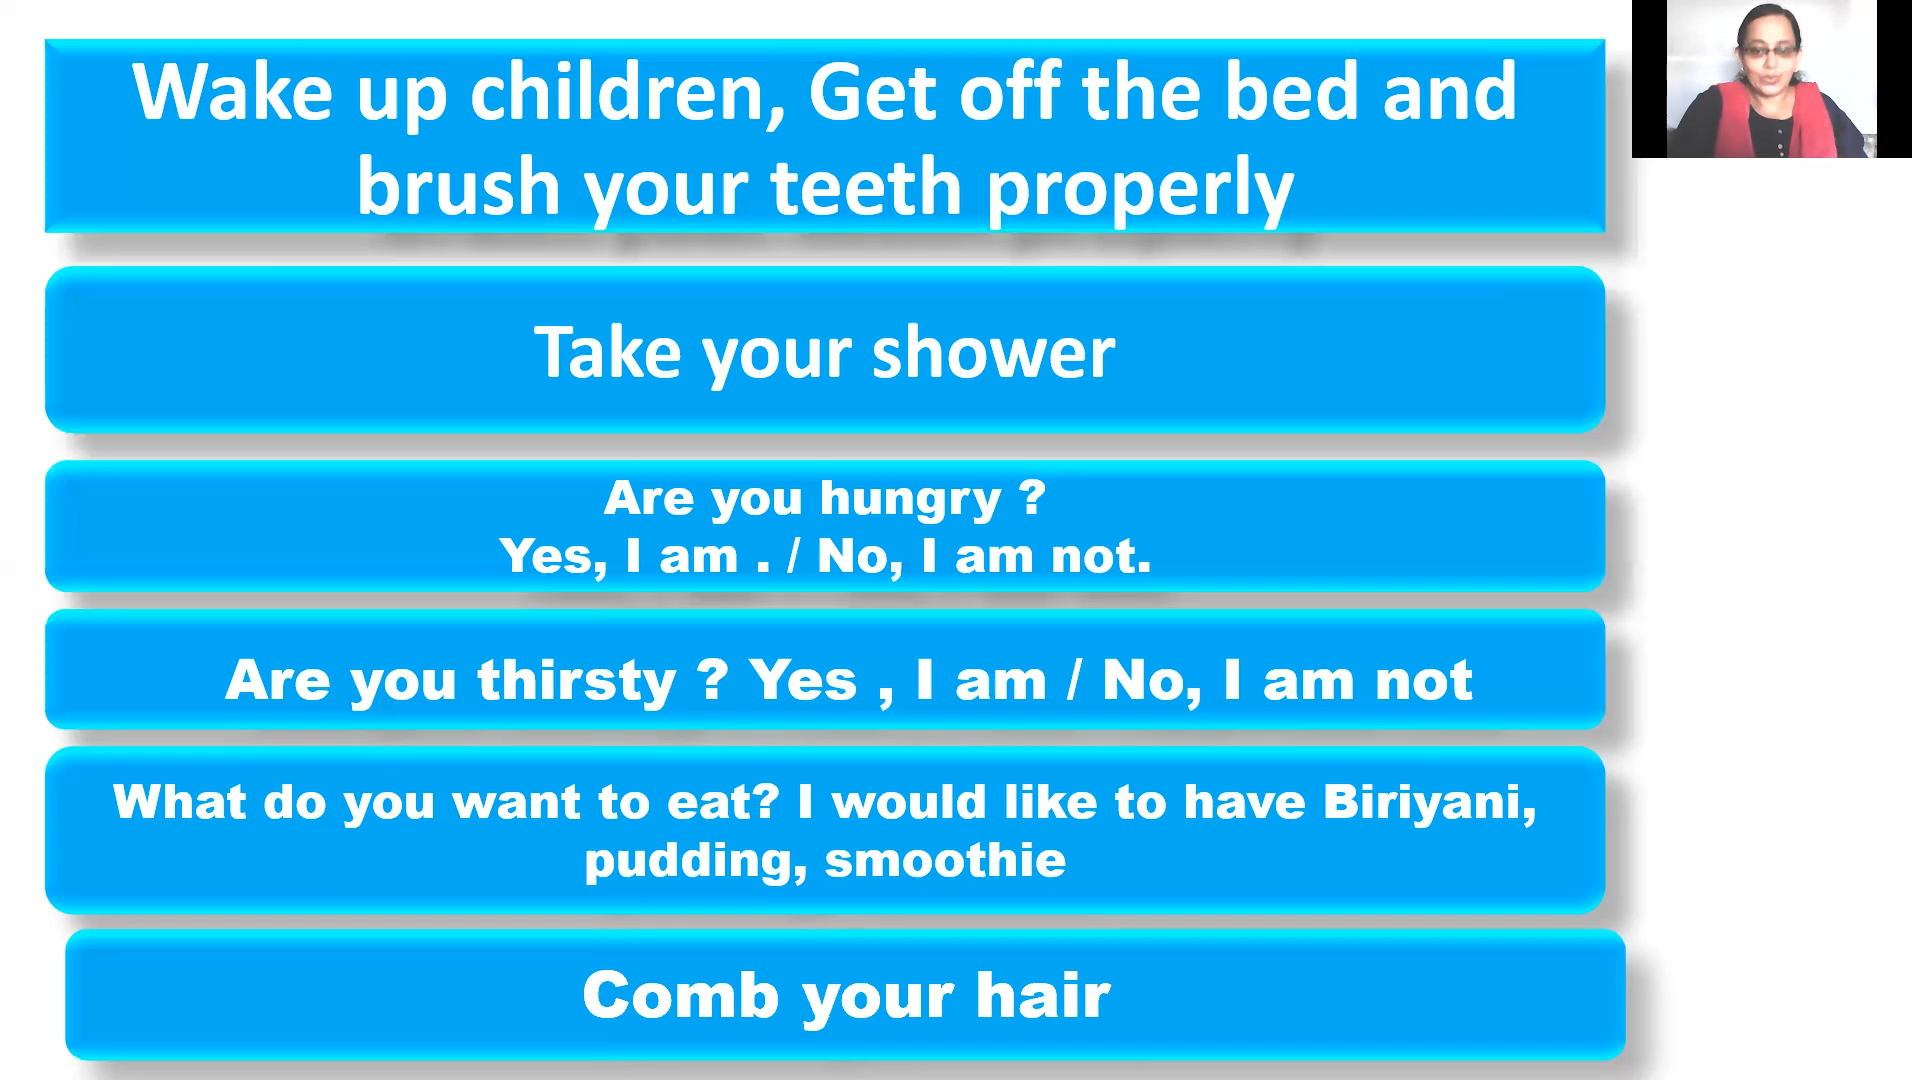 Wake up children, Get off the bed and
brush your teeth properly
Take your shower
Are you hungry ?
Yes, I am . / No, I am not.
Are you thirsty ? Yes , I am / No, I am not
What do you want to eat? I would like to have Biriyani,
pudding, smoothie
Comb your hair